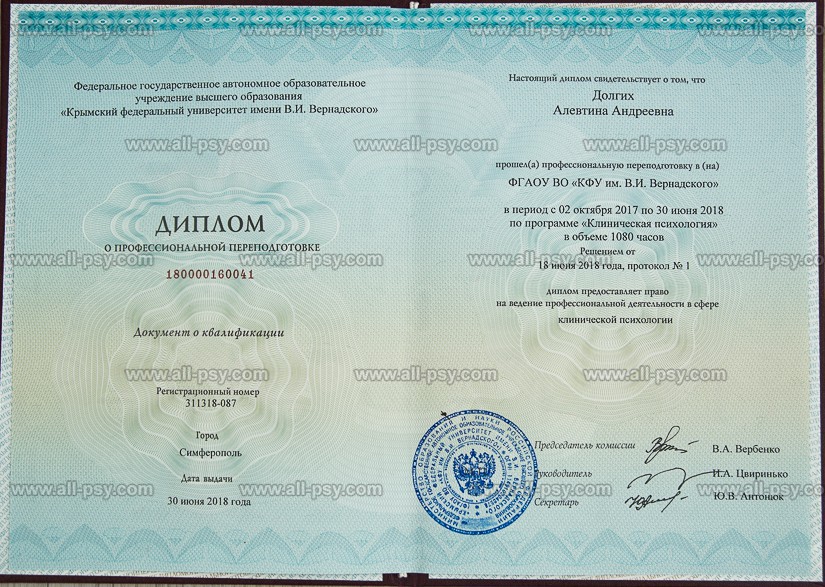 Федеральное государственное автономное образовательное
учреждение высшего образования
«Крымский федеральный университет имени В.И. Вернадского»
ДИПЛОМ
О ПРОФЕССИОНАЛЬНОЙ ПЕРЕПОДГОТОВКЕ
180000160041
Документ о квалификации
Регистрационный номер
311318-087
Город
Симферополь
Дата выдачи
30 июня 2018 года
Настоящий диплом свидетельствует о том, что
Долгих
Алевтина Андреевна
прошел(а) профессиональную переподготовку в (на)
ФГАОУ ВО «КФУ им. В.И. Вернадского»
в период с 02 октября 2017 по 30 июня 2018
по программе «Клиническая психология»
в объеме 1080 часов
Решением от
18 июня 2018 года, протокол № 1
диплом предоставляет право
на ведение профессиональной деятельности в сфере
клинической психологии
Председатель комиссии В.А. Вербенко
Руководитель И.А. Цвиринько
Секретарь Ю.В. Антонюк
www.all-psy.com